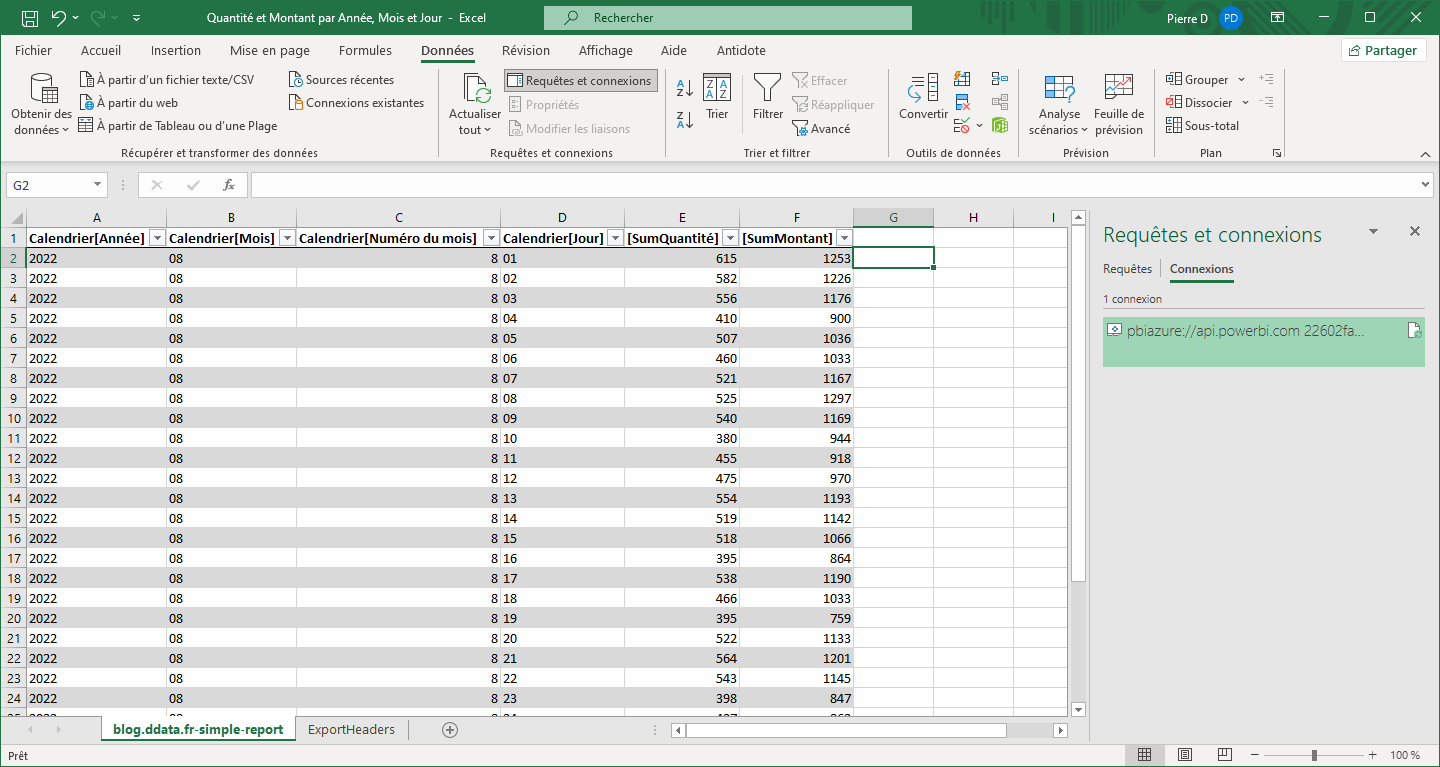 Quantité et Montant par Année, Mois et Jour - Excel
Rechercher
Pierre D
PD
Fichier Accueil Insertion Mise en page Formules Données Révision Affichage Aide Antidote
Partager
Obtenir des données
À partir d'un fichier texte/CSV
À partir du web
À partir de Tableau ou d'une Plage
Sources récentes
Connexions existantes
Récupérer et transformer des données
Actualiser tout
Requêtes et connexions
Propriétés
Modifier les liaisons
Requêtes et connexions
Trier
Filtrer
Effacer
Réappliquer
Avancé
Trier et filtrer
Convertir
Outils de données
Analyse scénarios
Feuille de prévision
Prévision
Grouper
Dissocier
Sous-total
Plan
G2
fx
A B C D E F G H I
1 Calendrier[Année] Calendrier[Mois] Calendrier[Numéro du mois] Calendrier[Jour] [SumQuantité] [SumMontant]
2 2022 08 8 01 615 1253
3 2022 08 8 02 582 1226
4 2022 08 8 03 556 1176
5 2022 08 8 04 410 900
6 2022 08 8 05 507 1036
7 2022 08 8 06 460 1033
8 2022 08 8 07 521 1167
9 2022 08 8 08 525 1297
10 2022 08 8 09 540 1169
11 2022 08 8 10 380 944
12 2022 08 8 11 455 918
13 2022 08 8 12 475 970
14 2022 08 8 13 554 1193
15 2022 08 8 14 519 1142
16 2022 08 8 15 518 1066
17 2022 08 8 16 395 864
18 2022 08 8 17 538 1190
19 2022 08 8 18 466 1033
20 2022 08 8 19 395 759
21 2022 08 8 20 522 1133
22 2022 08 8 21 564 1201
23 2022 08 8 22 543 1145
24 2022 08 8 23 398 847
Requêtes et connexions
Requêtes Connexions
1 connexion
pbiazure://api.powerbi.com 22602fa...
blog.ddata.fr-simple-report ExportHeaders
Prêt
100 %